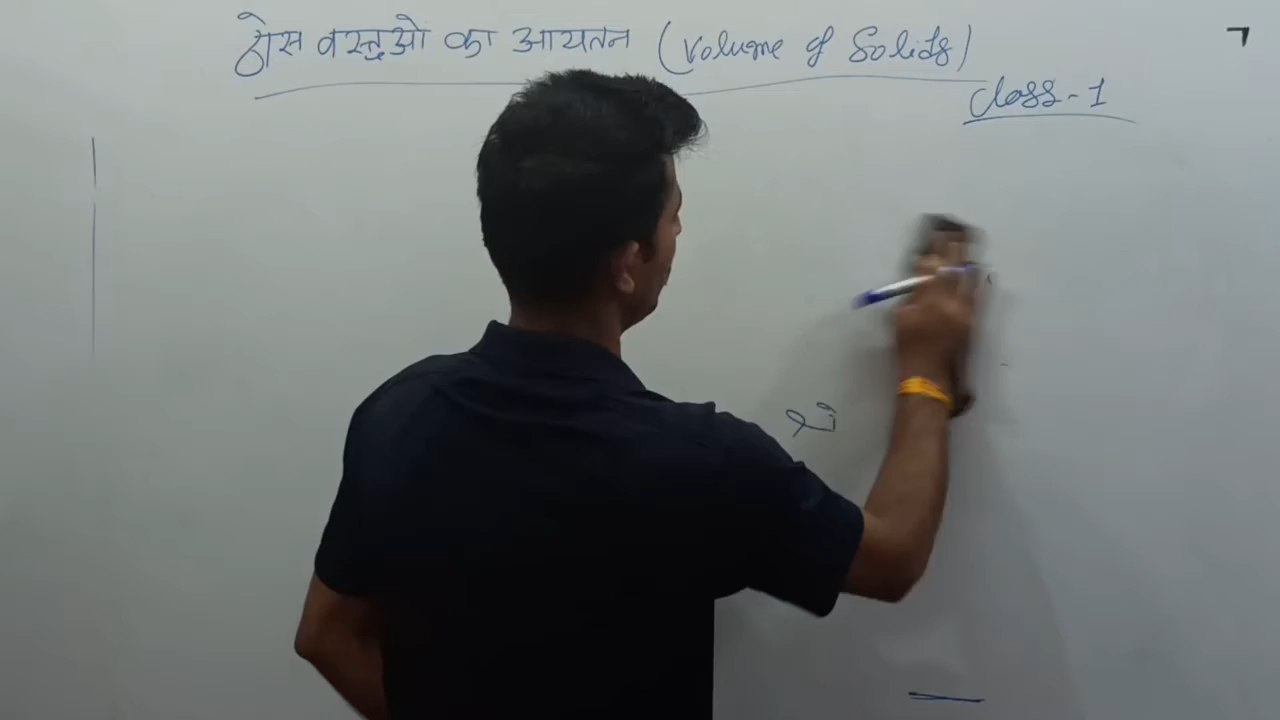 ठोस वस्तुओ का आयतन (Volume of Solids)
Class-1